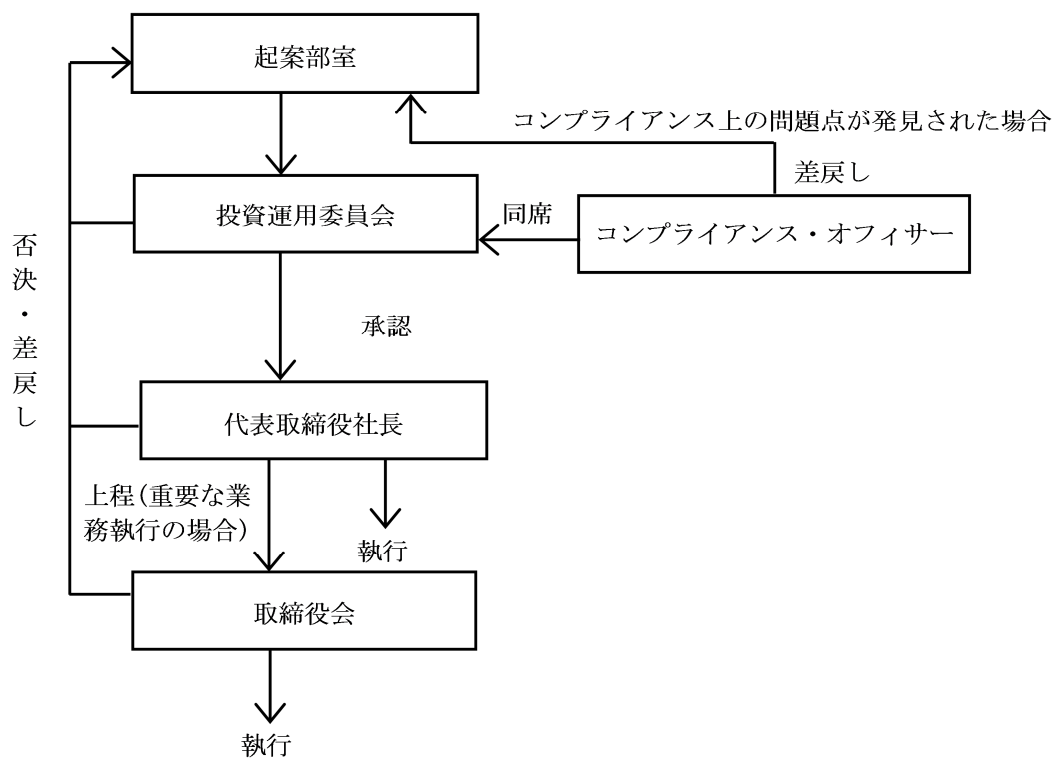 起案部室
コンプライアンス上の問題点が発見された場合
差戻し
投資運用委員会
同席
コンプライアンス・オフィサー
否決・差戻し
承認
代表取締役社長
上程(重要な業
務執行の場合)
執行
取締役会
執行